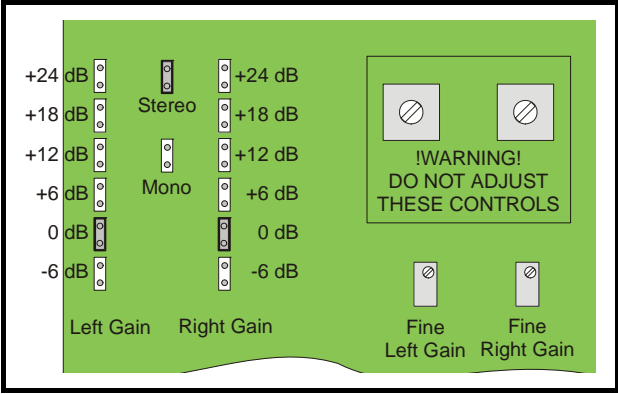 +24 dB
+24 dB
Stereo
+18 dB
+18 dB
+12 dB
+12 dB
Mono
+6 dB
+6 dB
0 dB
0 dB
-6 dB
-6 dB
Left Gain
Right Gain
!WARNING!
DO NOT ADJUST
THESE CONTROLS
Fine
Left Gain
Fine
Right Gain